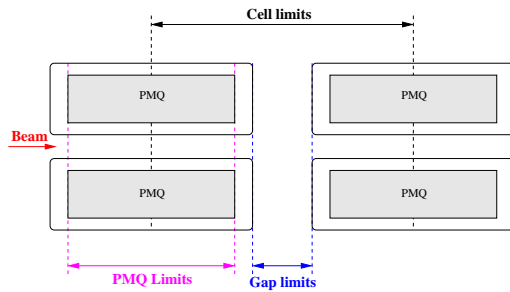 Cell limits
PMQ
PMQ
Beam
PMQ
PMQ
PMQ Limits
Gap limits